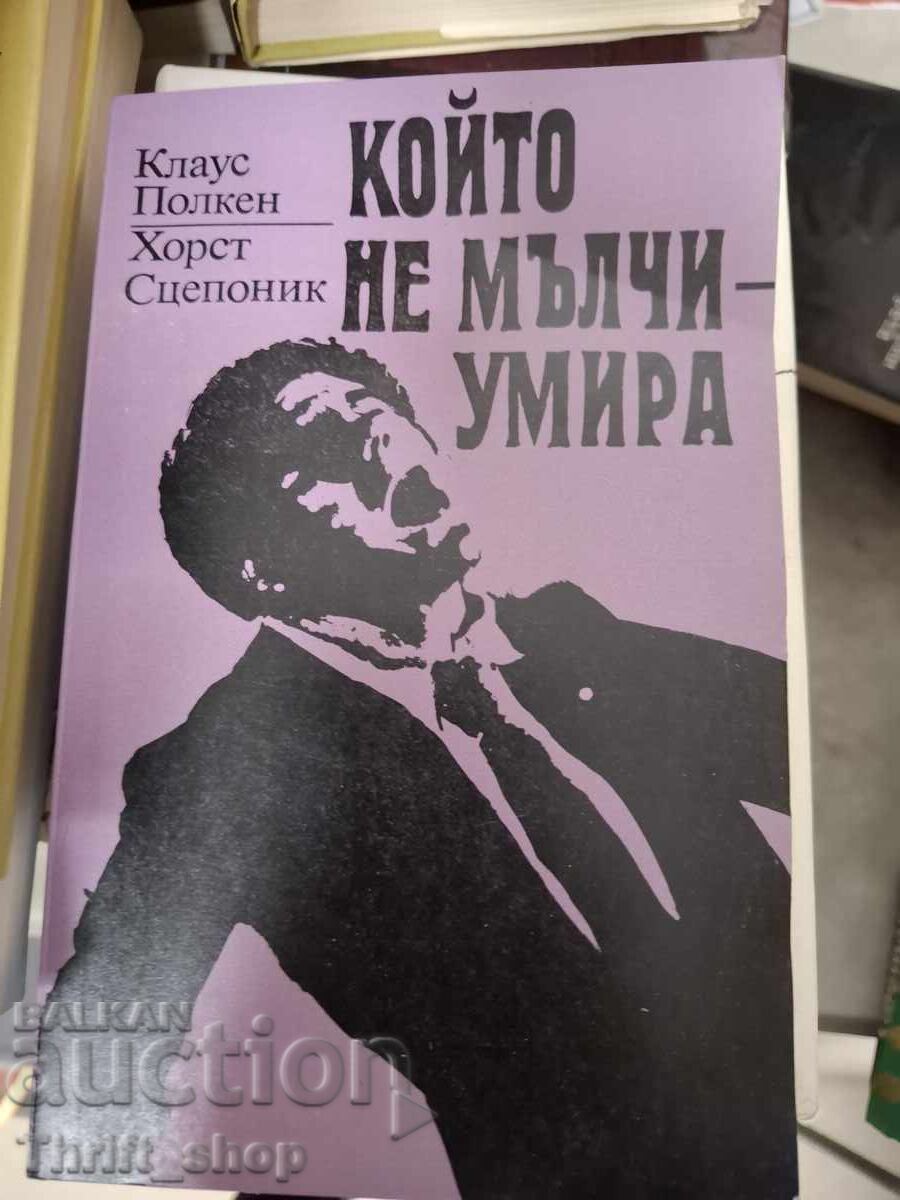 Клаус
Полкен
Хорст
Сцепоник
КОЙТО
НЕ МЪЛЧИ –
УМИРА
BALKAN
auction
Thrift_shop